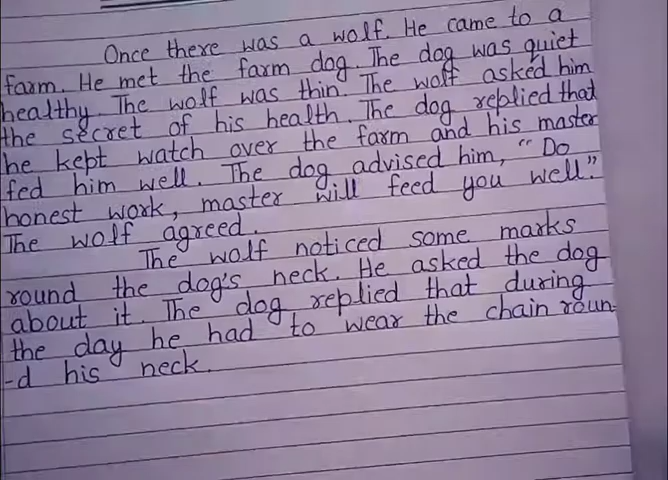 Once there was a wolf. He came to a
farm. He met the farm dog. The dog was quiet
healthy. The wolf was thin. The wolf asked him
the secret of his health. The dog replied that
he kept watch over the farm and his master
fed him well. The dog advised him, "Do
honest work, master will feed you well."
The wolf agreed.
The wolf noticed some marks
round the dog's neck. He asked the dog
about it. The dog replied that during
the day he had to wear the chain roun-
-d his neck.